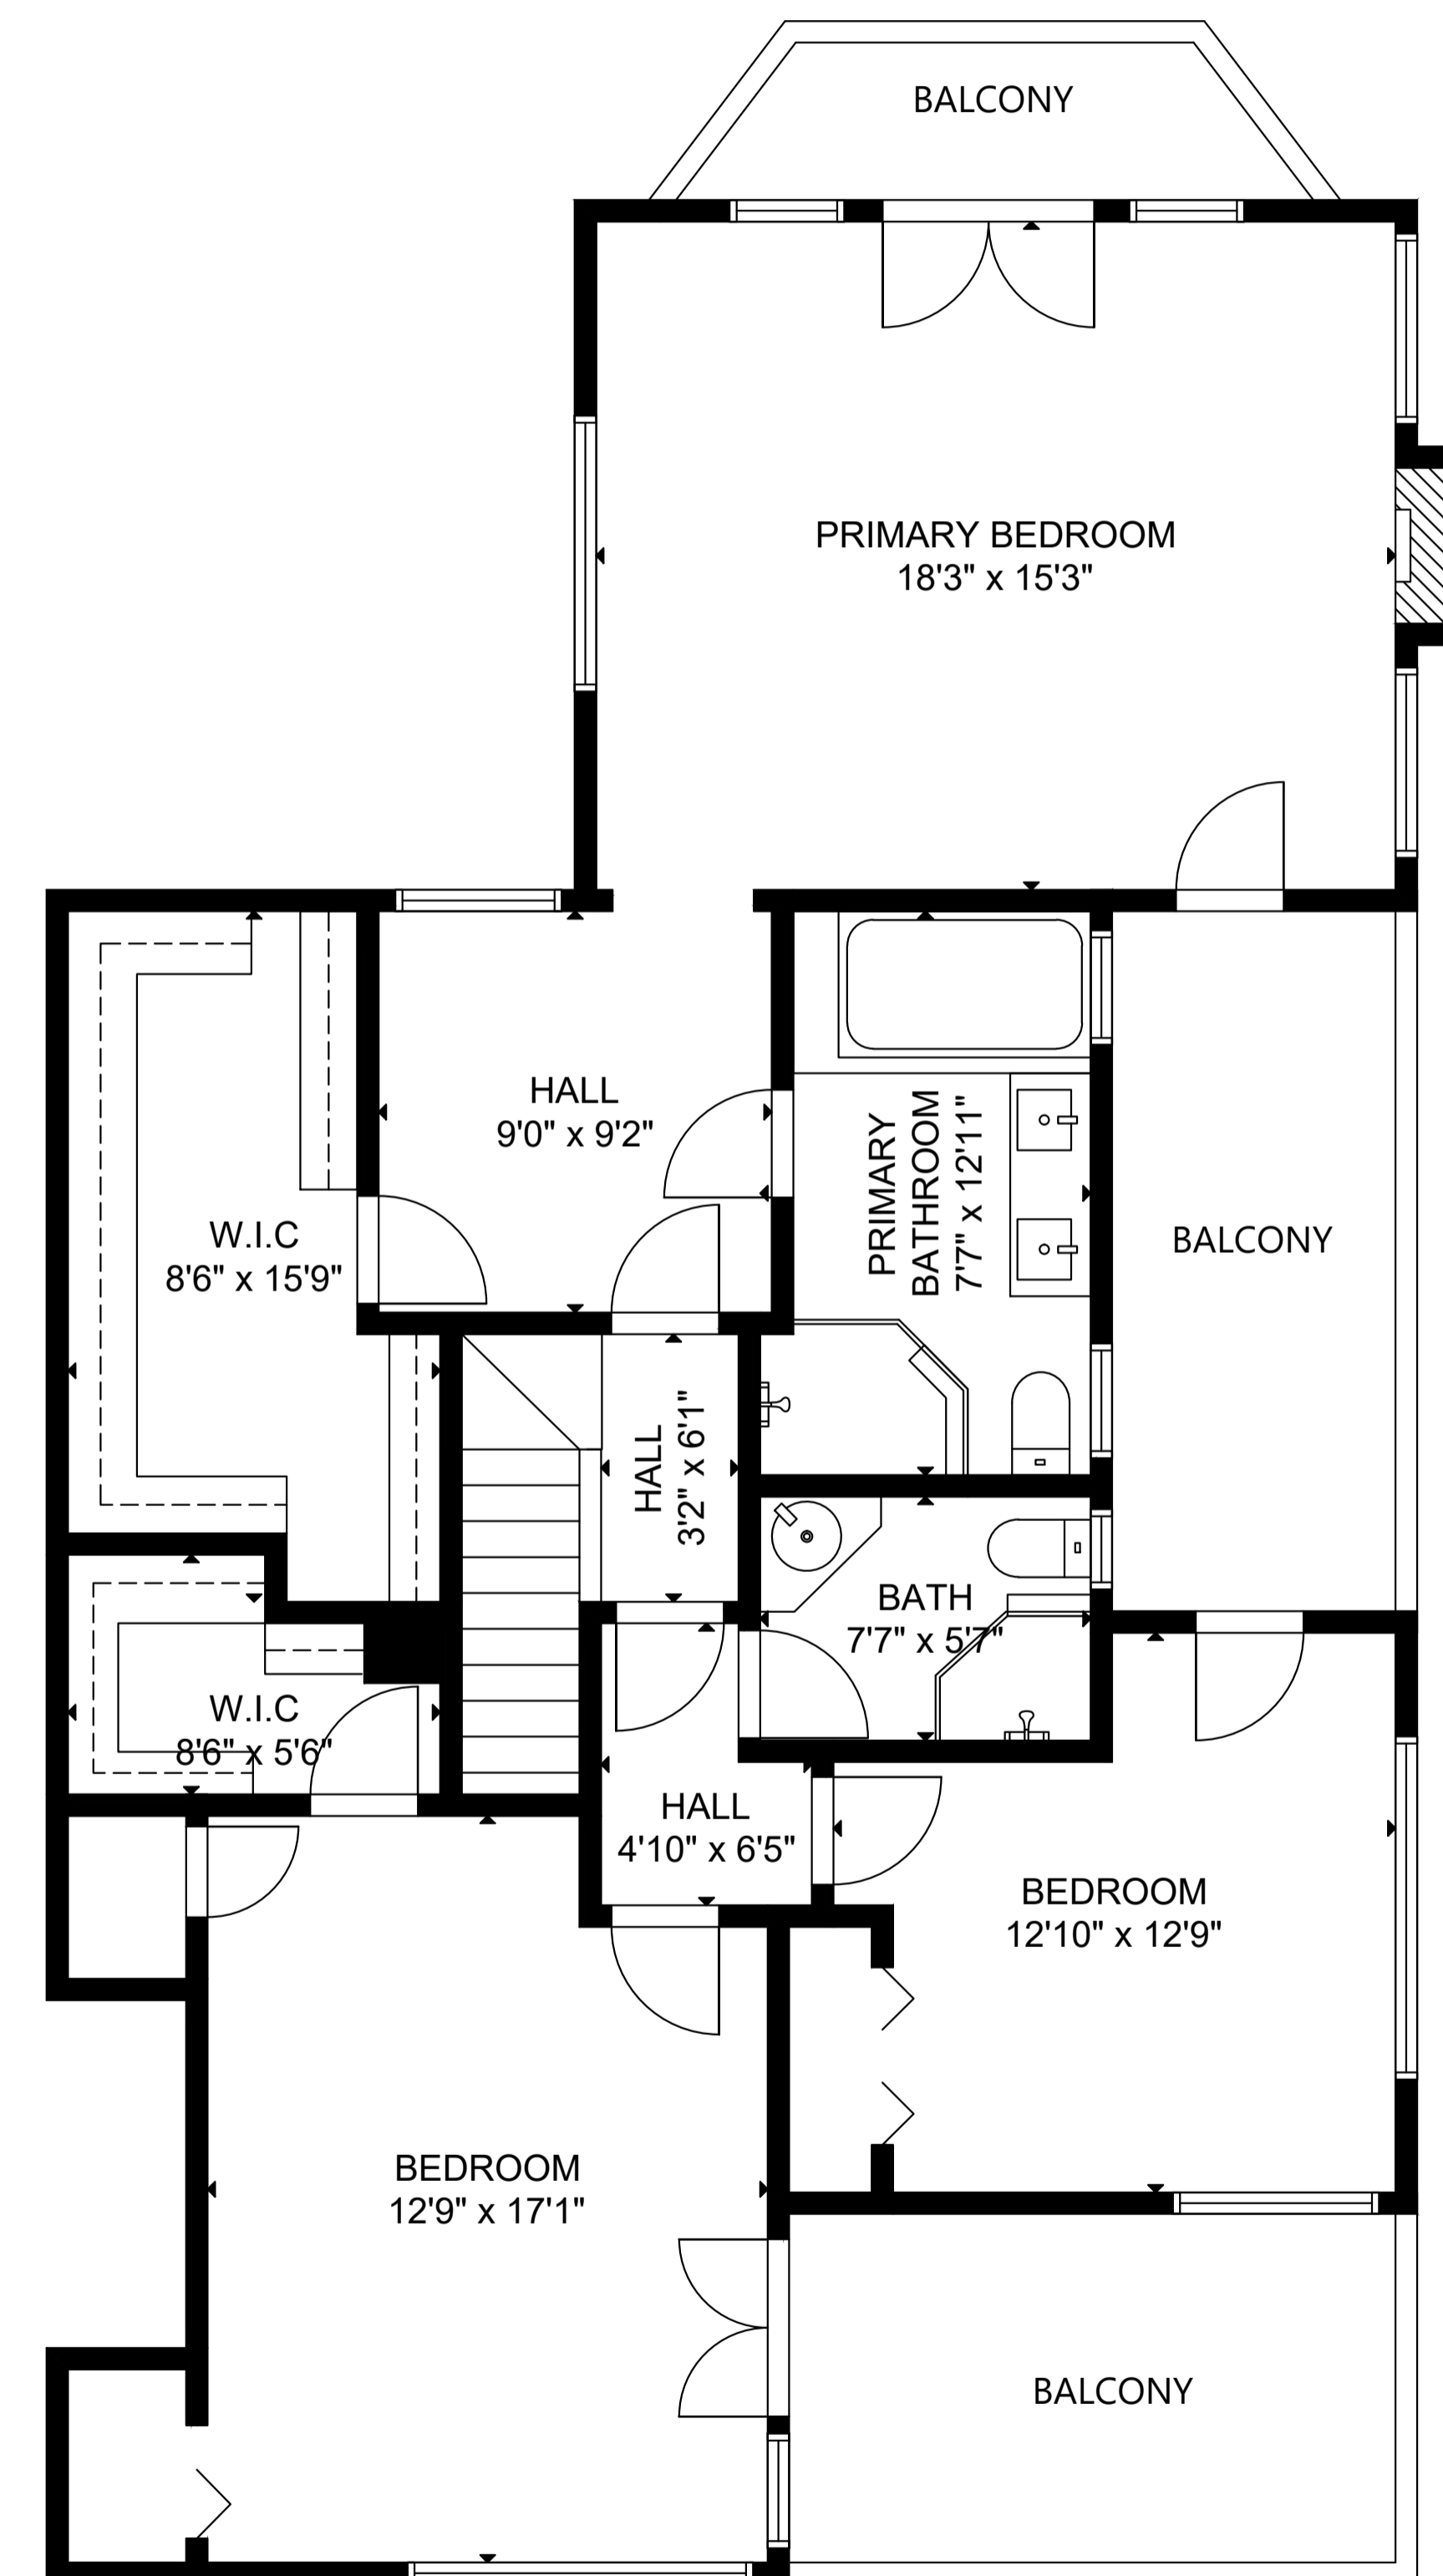 BALCONY
PRIMARY BEDROOM
18'3" x 15'3"
HALL
9'0" x 9'2"
PRIMARY
BATHROOM
7'7" x 12'11"
W.I.C
8'6" x 15'9"
BALCONY
HALL
3'2" x 6'1"
BATH
7'7" x 5'7"
W.I.C
8'6" x 5'6"
HALL
4'10" x 6'5"
BEDROOM
12'10" x 12'9"
BEDROOM
12'9" x 17'1"
BALCONY